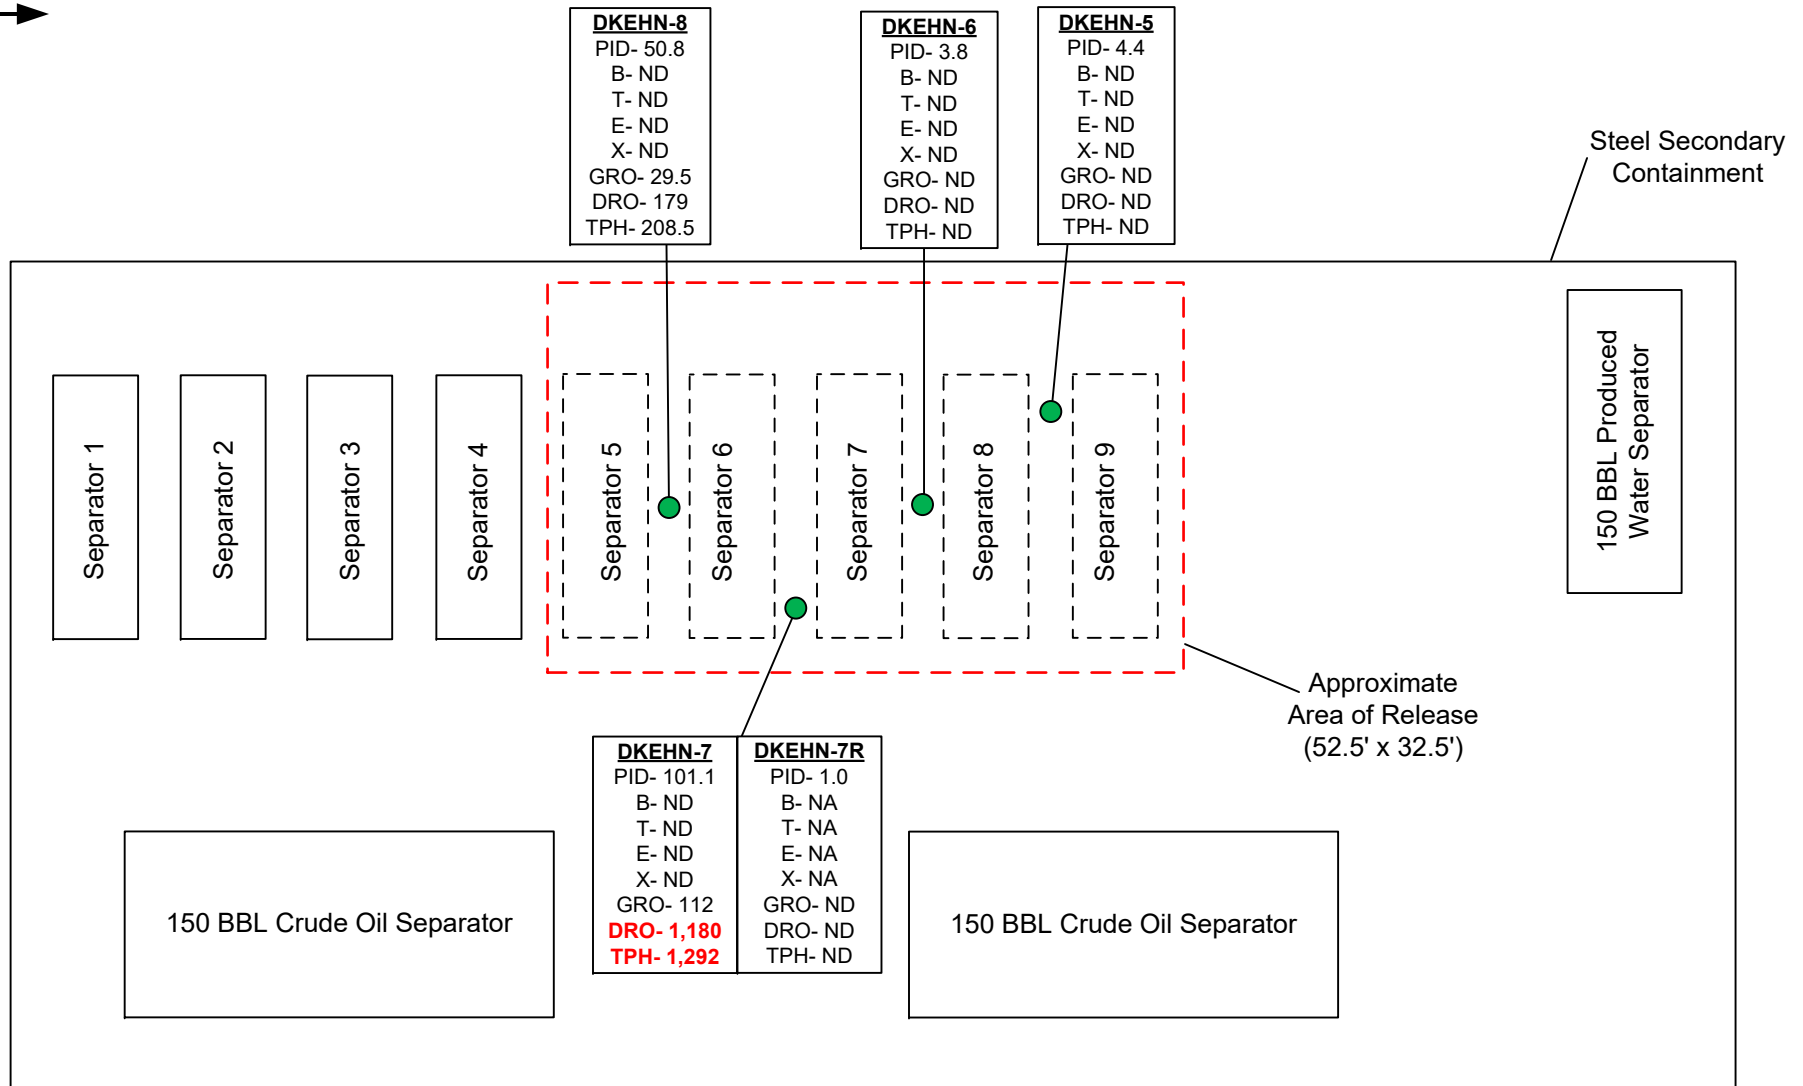 DKEHN-8
PID- 50.8
B- ND
T- ND
E- ND
X- ND
GRO- 29.5
DRO- 179
TPH- 208.5
DKEHN-6
PID- 3.8
B- ND
T- ND
E- ND
X- ND
GRO- ND
DRO- ND
TPH- ND
DKEHN-5
PID- 4.4
B- ND
T- ND
E- ND
X- ND
GRO- ND
DRO- ND
TPH- ND
Steel Secondary
Containment
Separator 1
Separator 2
Separator 3
Separator 4
Separator 5
Separator 6
Separator 7
Separator 8
Separator 9
150 BBL Produced
Water Separator
Approximate
Area of Release
(52.5' x 32.5')
DKEHN-7
PID- 101.1
B- ND
T- ND
E- ND
X- ND
GRO- 112
DRO- 1,180
TPH- 1,292
DKEHN-7R
PID- 1.0
B- NA
T- NA
E- NA
X- NA
GRO- ND
DRO- ND
TPH- ND
150 BBL Crude Oil Separator
150 BBL Crude Oil Separator